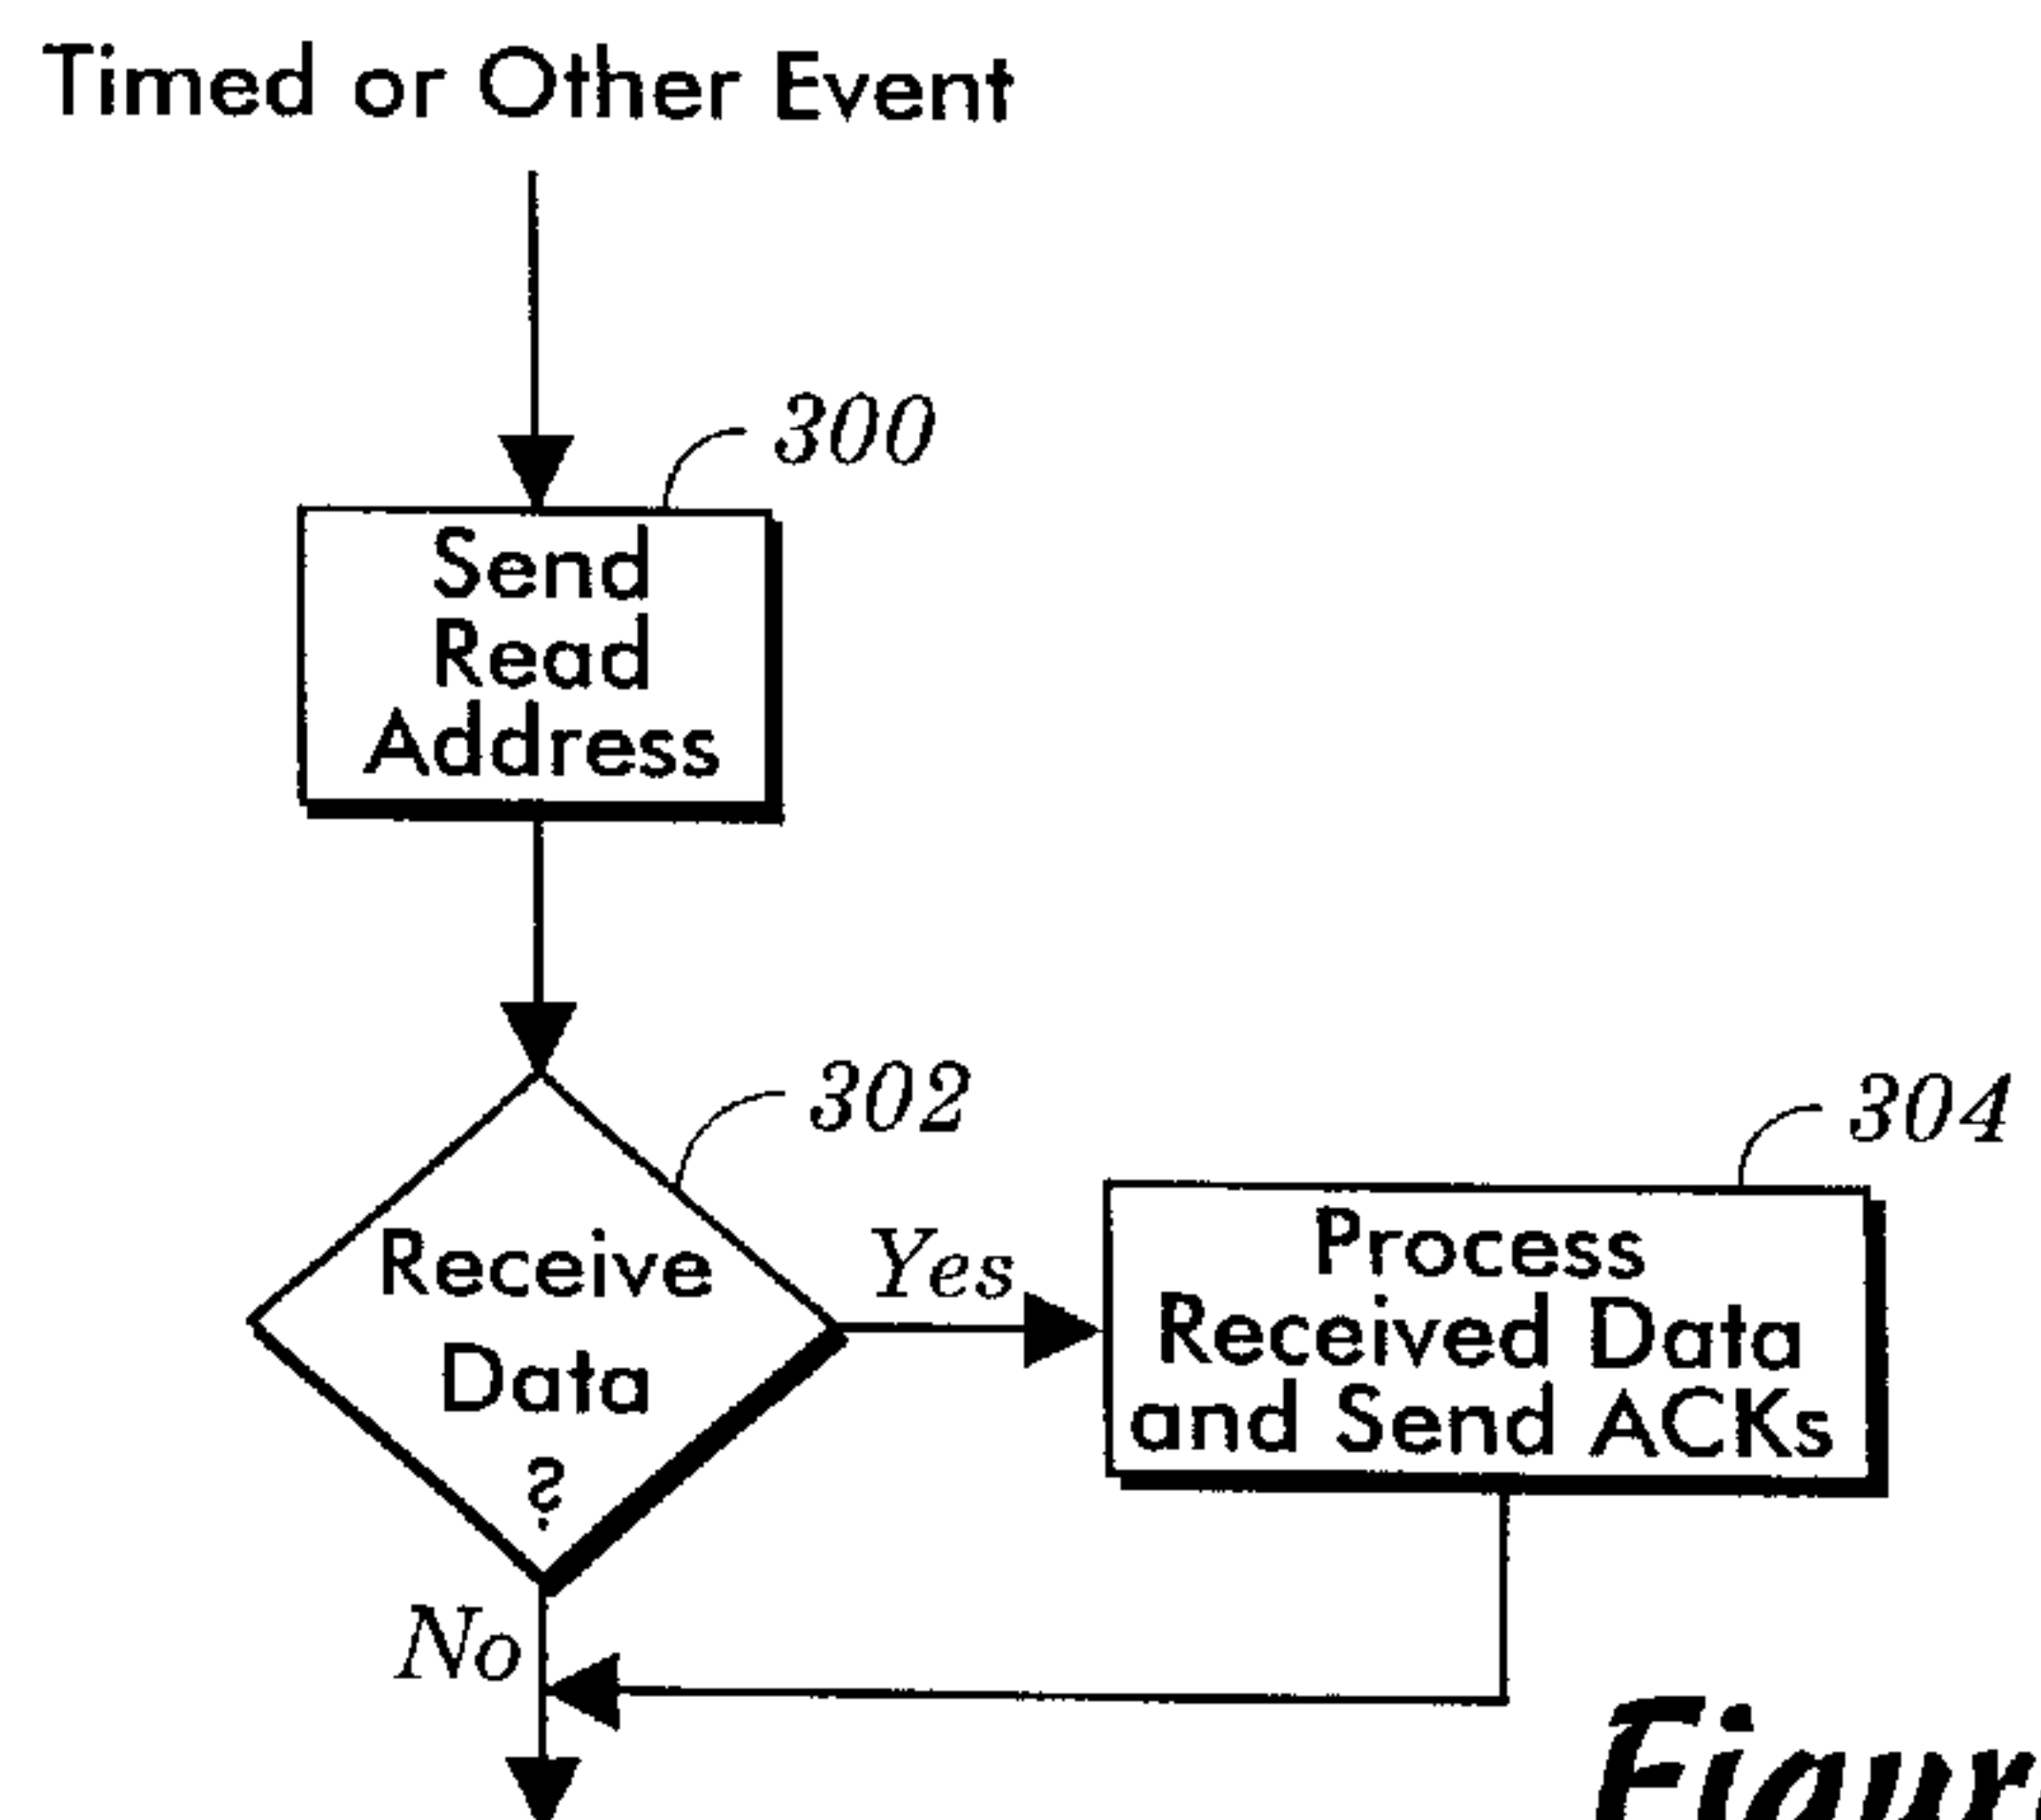 Timed or Other Event
300
Send
Read
Address
302
304
Receive
Data
?
Yes
Process
Received Data
and Send ACKs
No